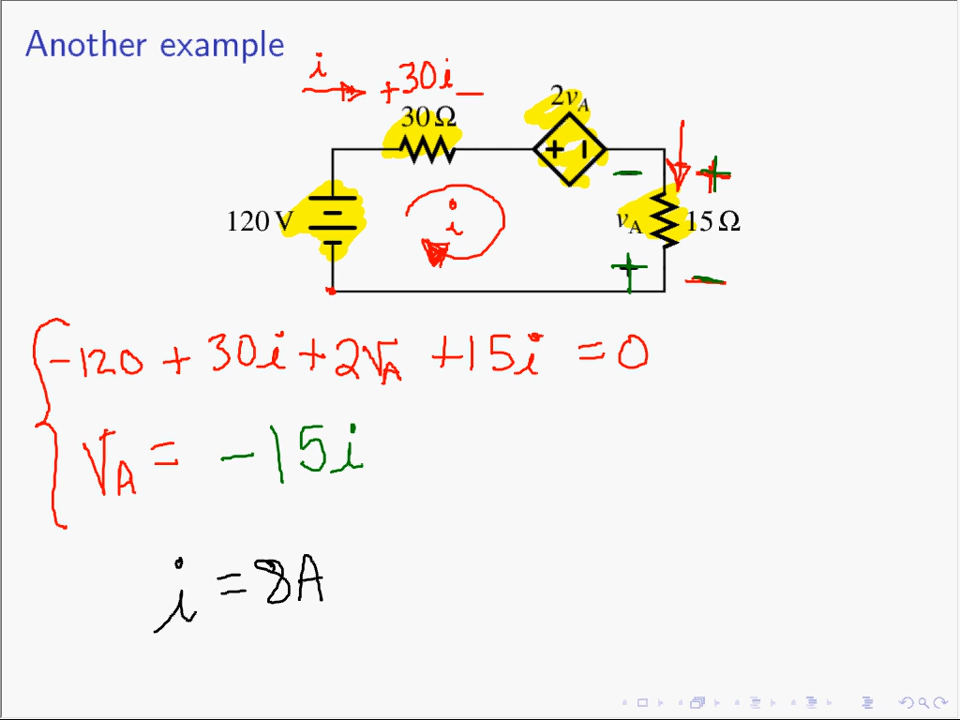 Another example
i
+30i−
30 Ω
2vA
+ −
− +
120 V
i
vA
15 Ω
+ −
-120 + 30i + 2vA + 15i = 0
vA = -15i
i = 8A